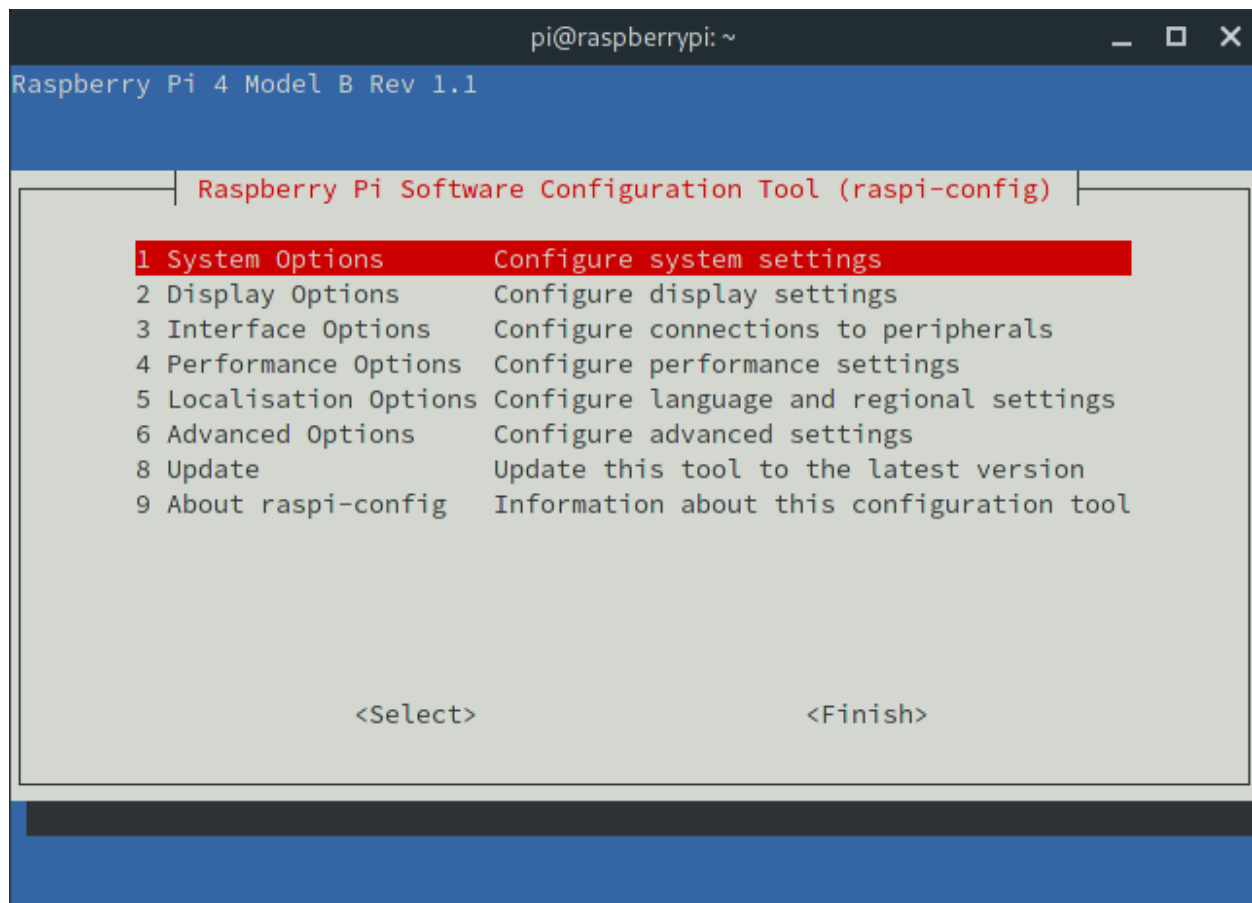 pi@raspberrypi: ~
Raspberry Pi 4 Model B Rev 1.1
Raspberry Pi Software Configuration Tool (raspi-config)
1 System Options Configure system settings
2 Display Options Configure display settings
3 Interface Options Configure connections to peripherals
4 Performance Options Configure performance settings
5 Localisation Options Configure language and regional settings
6 Advanced Options Configure advanced settings
8 Update Update this tool to the latest version
9 About raspi-config Information about this configuration tool
<Select> <Finish>